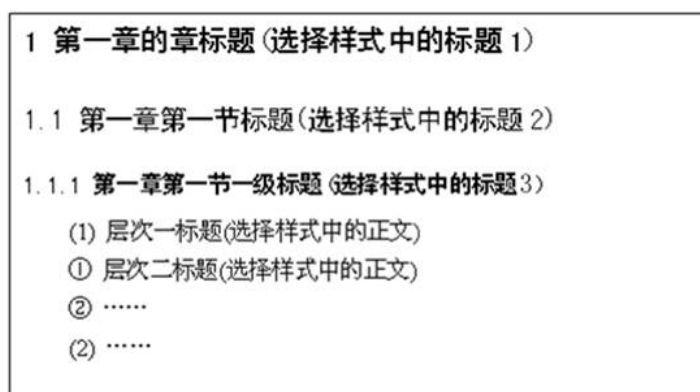 1 第一章的章标题(选择样式中的标题1)
1.1 第一章第一节标题(选择样式中的标题2)
1.1.1 第一章第一节一级标题(选择样式中的标题3)
(1) 层次一标题(选择样式中的正文)
① 层次二标题(选择样式中的正文)
② ……
(2) ……